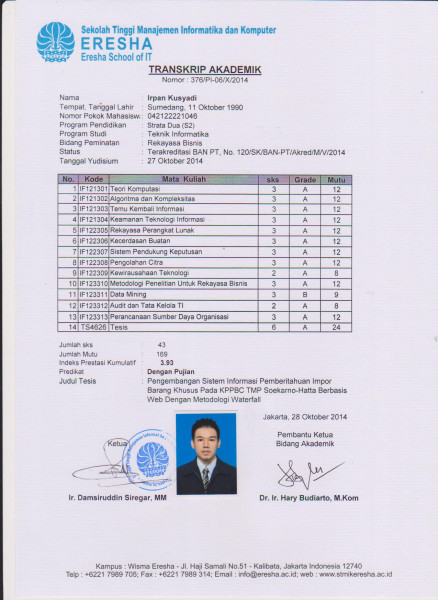 Sekolah Tinggi Manajemen Informatika dan Komputer
ERESHA
Eresha School of IT
TRANSKRIP AKADEMIK
Nomor : 376/PI-06/X/2014
Nama : Irpan Kusyadi
Tempat, Tanggal Lahir : Sumedang, 11 Oktober 1990
Nomor Pokok Mahasisw : 042122221046
Program Pendidikan : Strata Dua (S2)
Program Studi : Teknik Informatika
Bidang Peminatan : Rekayasa Bisnis
Status : Terakreditasi BAN PT, No. 120/SK/BAN-PT/Akred/M/V/2014
Tanggal Yudisium : 27 Oktober 2014
No. Kode Mata Kuliah sks Grade Mutu
1 IF121301 Teori Komputasi 3 A 12
2 IF121302 Algoritma dan Kompleksitas 3 A 12
3 IF121303 Temu Kembali Informasi 3 A 12
4 IF121304 Keamanan Teknologi Informasi 3 A 12
5 IF122305 Rekayasa Perangkat Lunak 3 A 12
6 IF122306 Kecerdasan Buatan 3 A 12
7 IF122307 Sistem Pendukung Keputusan 3 A 12
8 IF122308 Pengolahan Citra 3 A 12
9 IF122309 Kewirausahaan Teknologi 2 A 8
10 IF123310 Metodologi Penelitian Untuk Rekayasa Bisnis 3 A 12
11 IF123311 Data Mining 3 B 9
12 IF123312 Audit dan Tata Kelola TI 2 A 8
13 IF123313 Perancanaan Sumber Daya Organisasi 3 A 12
14 TS4626 Tesis 6 A 24
Jumlah sks : 43
Jumlah Mutu : 169
Indeks Prestasi Kumulatif : 3.93
Predikat : Dengan Pujian
Judul Tesis : Pengembangan Sistem Informasi Pemberitahuan Impor
Barang Khusus Pada KPPBC TMP Soekarno-Hatta Berbasis
Web Dengan Metodologi Waterfall
Jakarta, 28 Oktober 2014
Ketua
Pembantu Ketua
Bidang Akademik
Ir. Damsiruddin Siregar, MM
Dr. Ir. Hary Budiarto, M.Kom
Kampus : Wisma Eresha - Jl. Haji Samali No.51 - Kalibata, Jakarta Indonesia 12740
Telp : +6221 7989 705; Fax : +6221 7989 314; Email : info@eresha.ac.id; web : www.stmikeresha.ac.id